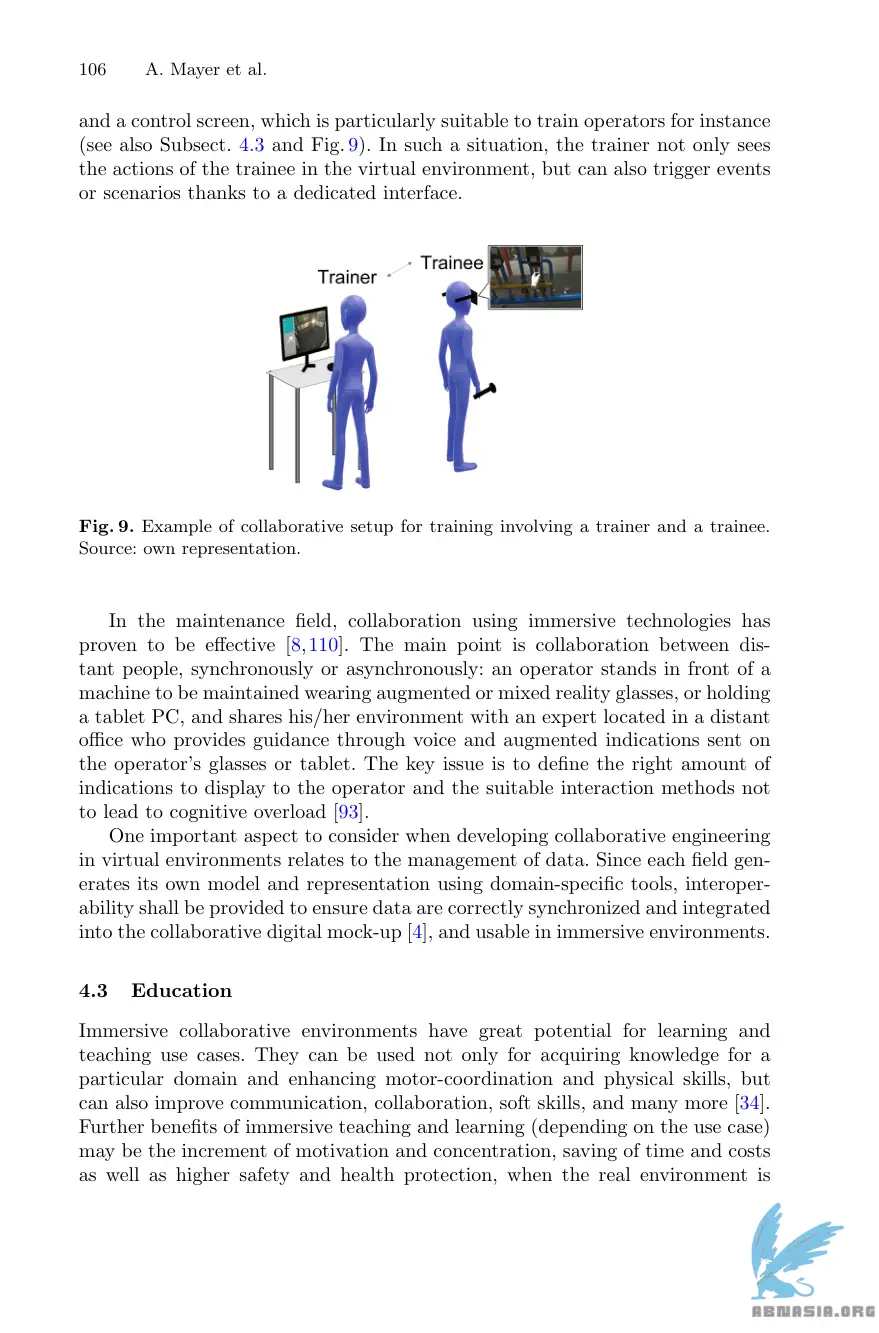 106 A. Mayer et al.
and a control screen, which is particularly suitable to train operators for instance
(see also Subsect. 4.3 and Fig. 9). In such a situation, the trainer not only sees
the actions of the trainee in the virtual environment, but can also trigger events
or scenarios thanks to a dedicated interface.
Trainer
Trainee
Fig. 9. Example of collaborative setup for training involving a trainer and a trainee.
Source: own representation.
In the maintenance field, collaboration using immersive technologies has
proven to be effective [8,110]. The main point is collaboration between dis-
tant people, synchronously or asynchronously: an operator stands in front of a
machine to be maintained wearing augmented or mixed reality glasses, or holding
a tablet PC, and shares his/her environment with an expert located in a distant
office who provides guidance through voice and augmented indications sent on
the operator's glasses or tablet. The key issue is to define the right amount of
indications to display to the operator and the suitable interaction methods not
to lead to cognitive overload [93].
One important aspect to consider when developing collaborative engineering
in virtual environments relates to the management of data. Since each field gen-
erates its own model and representation using domain-specific tools, interoper-
ability shall be provided to ensure data are correctly synchronized and integrated
into the collaborative digital mock-up [4], and usable in immersive environments.
4.3 Education
Immersive collaborative environments have great potential for learning and
teaching use cases. They can be used not only for acquiring knowledge for a
particular domain and enhancing motor-coordination and physical skills, but
can also improve communication, collaboration, soft skills, and many more [34].
Further benefits of immersive teaching and learning (depending on the use case)
may be the increment of motivation and concentration, saving of time and costs
as well as higher safety and health protection, when the real environment is
ABNASIA.ORG